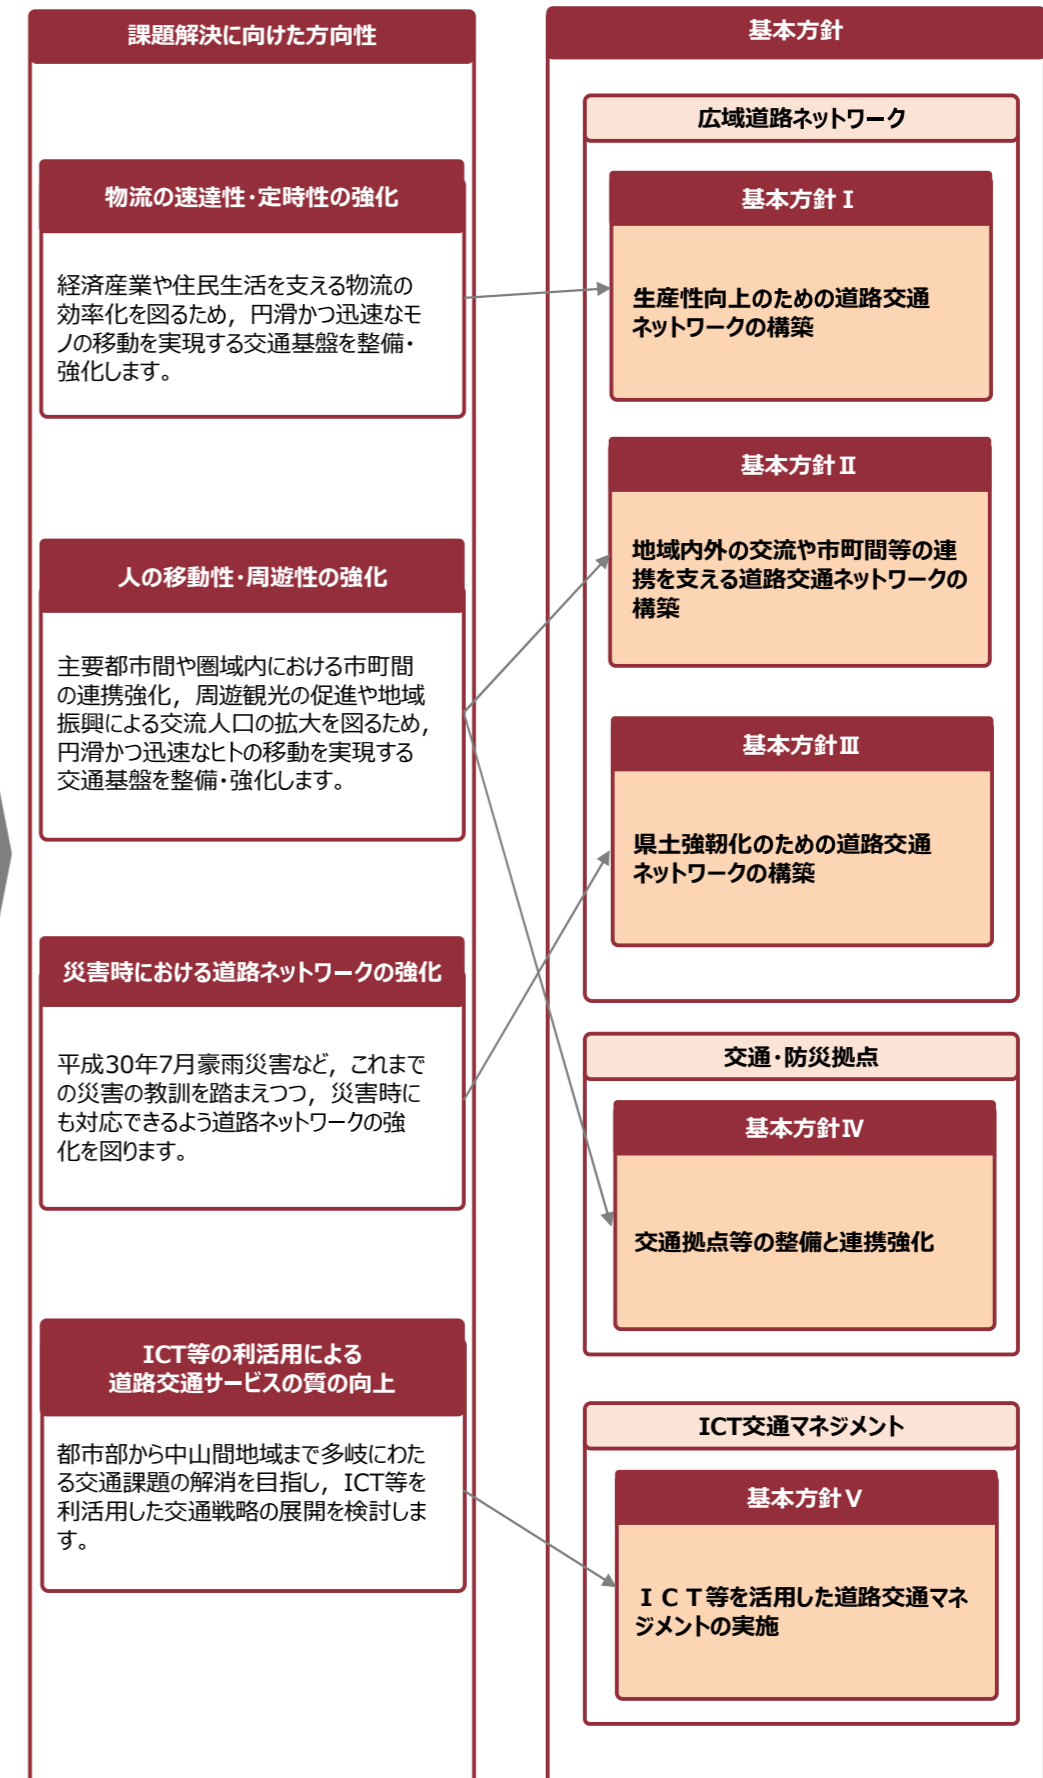 課題解決に向けた方向性
物流の速達性・定時性の強化
経済産業や住民生活を支える物流の
効率化を図るため，円滑かつ迅速なモ
ノの移動を実現する交通基盤を整備・
強化します。
人の移動性・周遊性の強化
主要都市間や圏域内における市町間
の連携強化，周遊観光の促進や地域
振興による交流人口の拡大を図るため，
円滑かつ迅速なヒトの移動を実現する
交通基盤を整備・強化します。
災害時における道路ネットワークの強化
平成30年7月豪雨災害など，これまで
の災害の教訓を踏まえつつ，災害時に
も対応できるよう道路ネットワークの強
化を図ります。
ICT等の利活用による
道路交通サービスの質の向上
都市部から中山間地域まで多岐にわた
る交通課題の解消を目指し，ICT等を
利活用した交通戦略の展開を検討しま
す。
基本方針
広域道路ネットワーク
基本方針Ⅰ
生産性向上のための道路交通
ネットワークの構築
基本方針Ⅱ
地域内外の交流や市町間等の連
携を支える道路交通ネットワークの
構築
基本方針Ⅲ
県土強靭化のための道路交通
ネットワークの構築
交通・防災拠点
基本方針Ⅳ
交通拠点等の整備と連携強化
ICT交通マネジメント
基本方針Ⅴ
ＩＣＴ等を活用した道路交通マネ
ジメントの実施